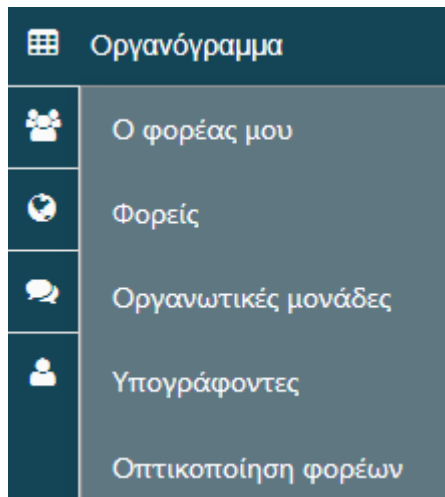 Οργανόγραμμα
Ο φορέας μου
Φορείς
Οργανωτικές μονάδες
Υπογράφοντες
Οπτικοποίηση φορέων